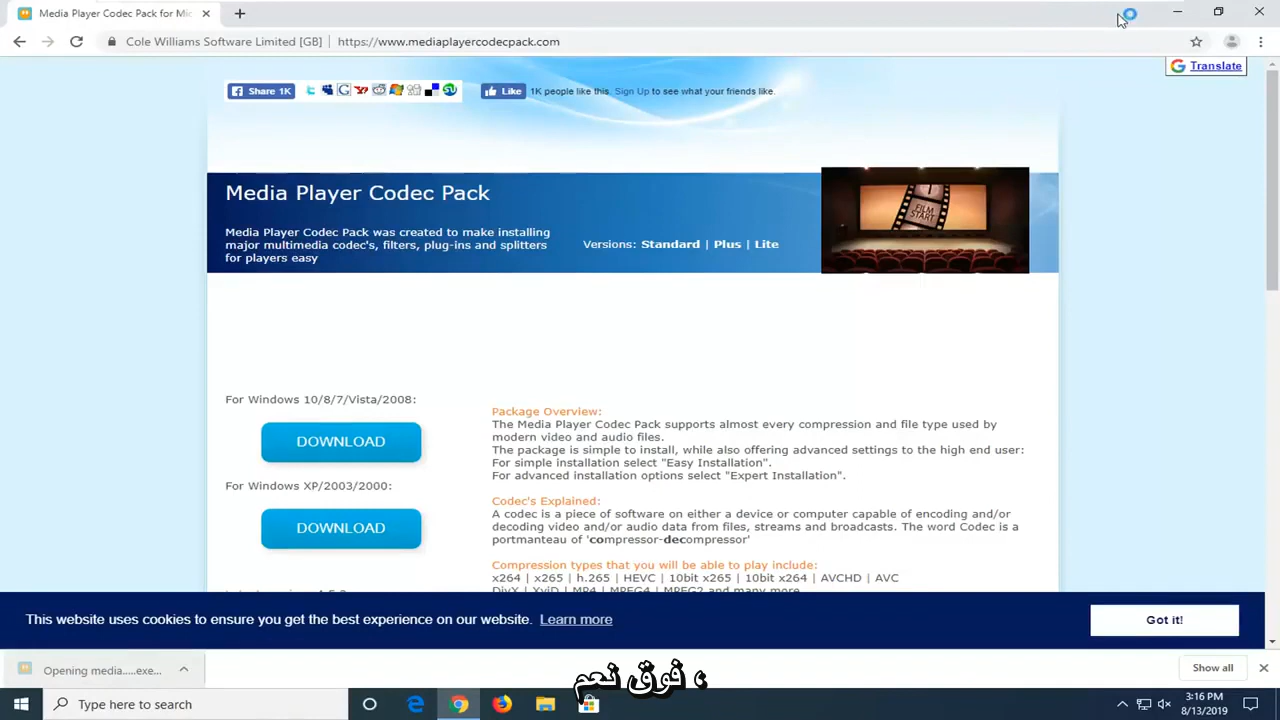 Media Player Codec Pack for Mic
Cole Williams Software Limited [GB] | https://www.mediaplayercodecpack.com
Translate
Share 1K
Like 1K people like this. Sign Up to see what your friends like.
Media Player Codec Pack
Media Player Codec Pack was created to make installing
major multimedia codec's, filters, plug-ins and splitters
for players easy
Versions: Standard | Plus | Lite
FILM
START
For Windows 10/8/7/Vista/2008:
DOWNLOAD
For Windows XP/2003/2000:
DOWNLOAD
Package Overview:
The Media Player Codec Pack supports almost every compression and file type used by
modern video and audio files.
The package is simple to install, while also offering advanced settings to the high end user:
For simple installation select "Easy Installation".
For advanced installation options select "Expert Installation".
Codec's Explained:
A codec is a piece of software on either a device or computer capable of encoding and/or
decoding video and/or audio data from files, streams and broadcasts. The word Codec is a
portmanteau of 'compressor-decompressor'
Compression types that you will be able to play include:
x264 | x265 | h.265 | HEVC | 10bit x265 | 10bit x264 | AVCHD | AVC
DivX | XviD | MP4 | MPEG4 | MPEG2 and many more
This website uses cookies to ensure you get the best experience on our website. Learn more
Got it!
Opening media.....exe...
Show all
، فوق نعم
Type here to search
3:16 PM
8/13/2019